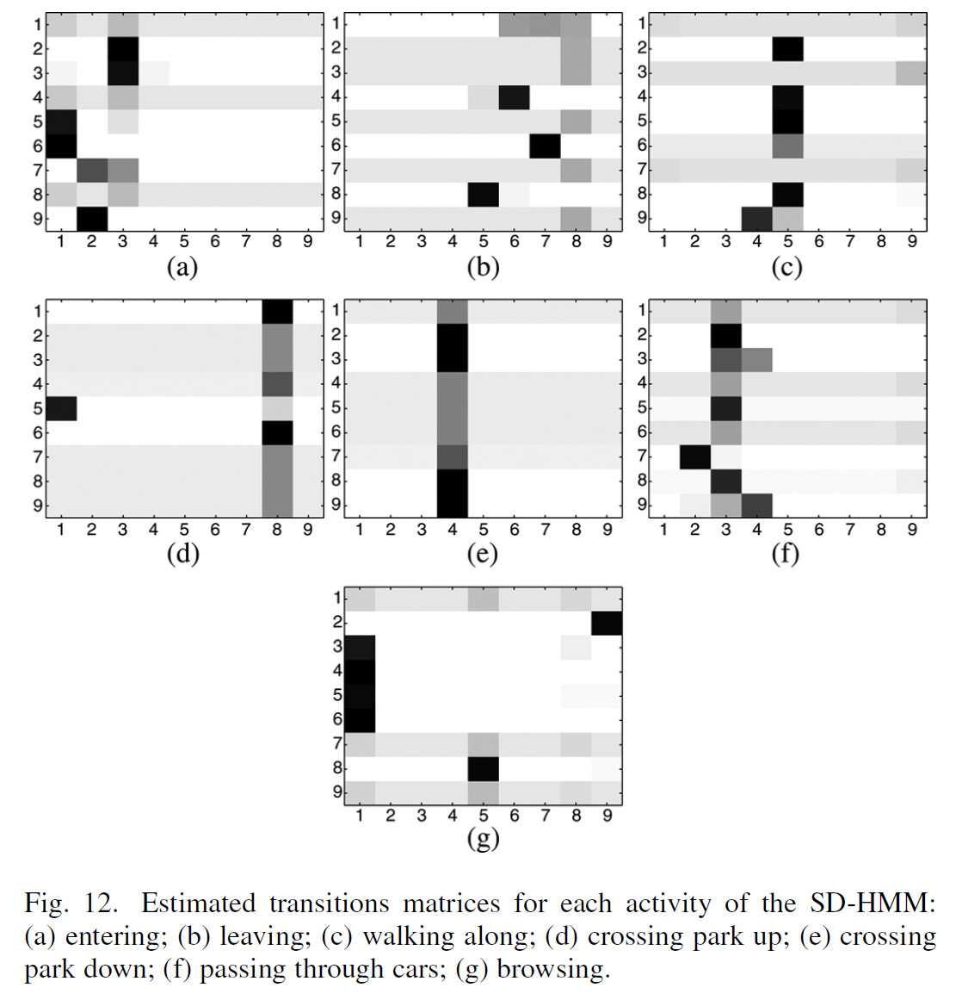 1 1 1
2 2 2
3 3 3
4 4 4
5 5 5
6 6 6
7 7 7
8 8 8
9 9 9
1 2 3 4 5 6 7 8 9 1 2 3 4 5 6 7 8 9 1 2 3 4 5 6 7 8 9
(a) (b) (c)
1 1 1
2 2 2
3 3 3
4 4 4
5 5 5
6 6 6
7 7 7
8 8 8
9 9 9
1 2 3 4 5 6 7 8 9 1 2 3 4 5 6 7 8 9 1 2 3 4 5 6 7 8 9
(d) (e) (f)
1
2
3
4
5
6
7
8
9
1 2 3 4 5 6 7 8 9
(g)
Fig. 12. Estimated transitions matrices for each activity of the SD-HMM:
(a) entering; (b) leaving; (c) walking along; (d) crossing park up; (e) crossing
park down; (f) passing through cars; (g) browsing.